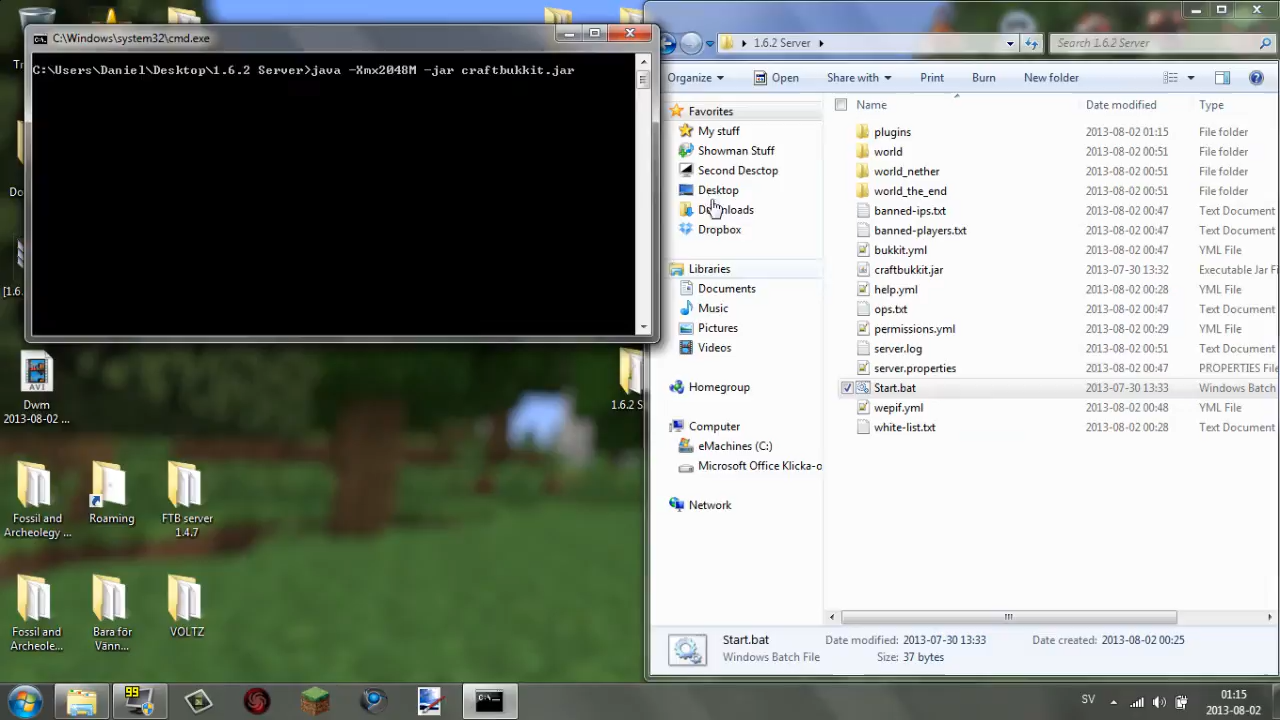 C:\Windows\system32\cmd.exe
C:\Users\Daniel\Desktop\1.6.2 Server>java -Xmx2048M -jar craftbukkit.jar
1.6.2 Server
Search 1.6.2 Server
Organize
Open
Share with
Print
Burn
New folder
Favorites
My stuff
Showman Stuff
Second Desctop
Desktop
Downloads
Dropbox
Libraries
Documents
Music
Pictures
Videos
Homegroup
Computer
eMachines (C:)
Microsoft Office Klicka-o
Network
Name
Date modified
Type
plugins
2013-08-02 01:15
File folder
world
2013-08-02 00:51
File folder
world_nether
2013-08-02 00:51
File folder
world_the_end
2013-08-02 00:51
File folder
banned-ips.txt
2013-08-02 00:47
Text Document
banned-players.txt
2013-08-02 00:47
Text Document
bukkit.yml
2013-08-02 00:47
YML File
craftbukkit.jar
2013-07-30 13:32
Executable Jar Fi
help.yml
2013-08-02 00:28
YML File
ops.txt
2013-08-02 00:47
Text Document
permissions.yml
2013-08-02 00:29
YML File
server.log
2013-08-02 00:51
Text Document
server.properties
2013-08-02 00:47
PROPERTIES File
Start.bat
2013-07-30 13:33
Windows Batch
wepif.yml
2013-08-02 00:48
YML File
white-list.txt
2013-08-02 00:28
Text Document
Start.bat
Date modified: 2013-07-30 13:33
Date created: 2013-08-02 00:25
Windows Batch File
Size: 37 bytes
AVI
Dwm
2013-08-02 ...
1.6.2 S
Fossil and
Archeolegy ...
Roaming
FTB server
1.4.7
Fossil and
Archeole...
Bara för
Vänn...
VOLTZ
99
SV
01:15
2013-08-02